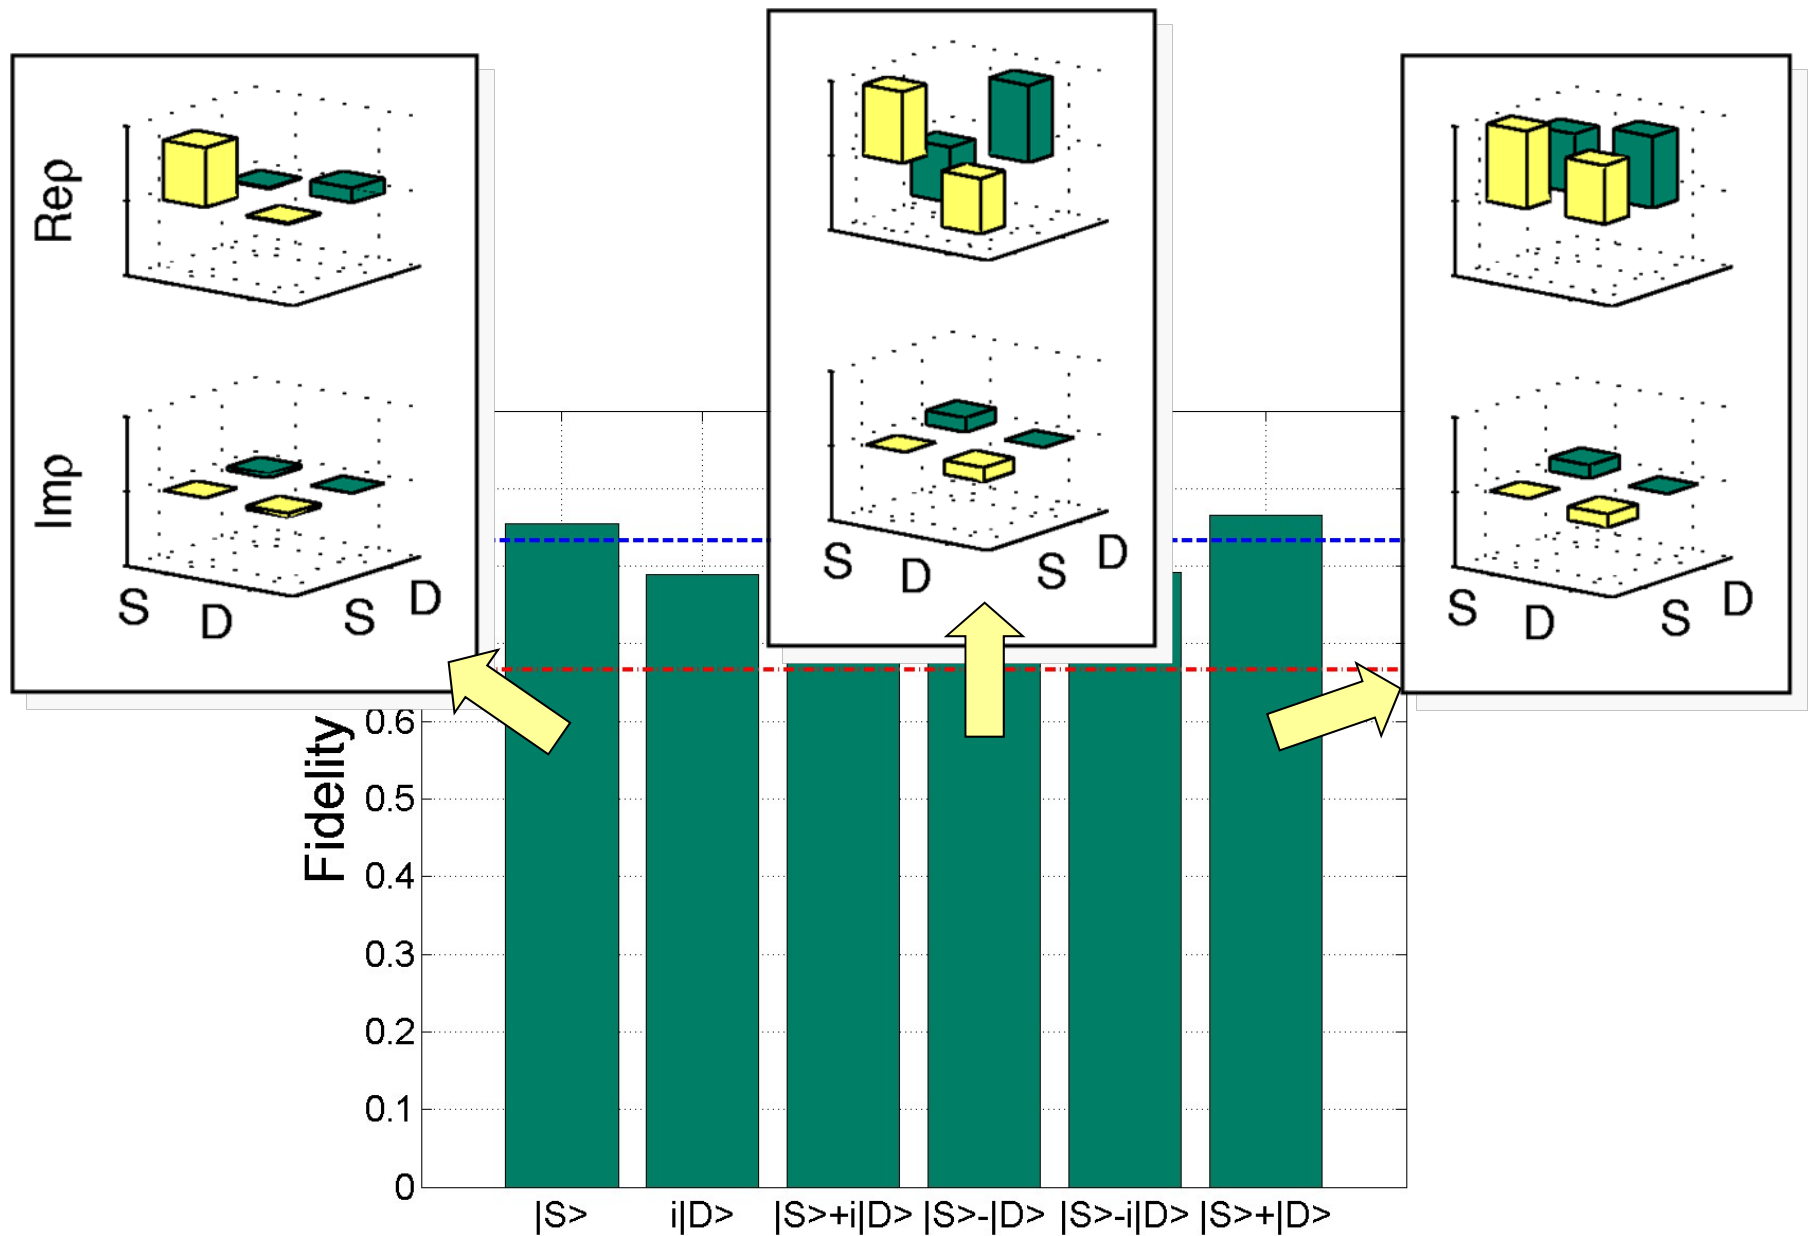 Rep
Imp
S D S D
S D S D
S D S D
Fidelity
0.6
0.5
0.4
0.3
0.2
0.1
0
|S> i|D> |S>+i|D> |S>-|D> |S>-i|D> |S>+|D>